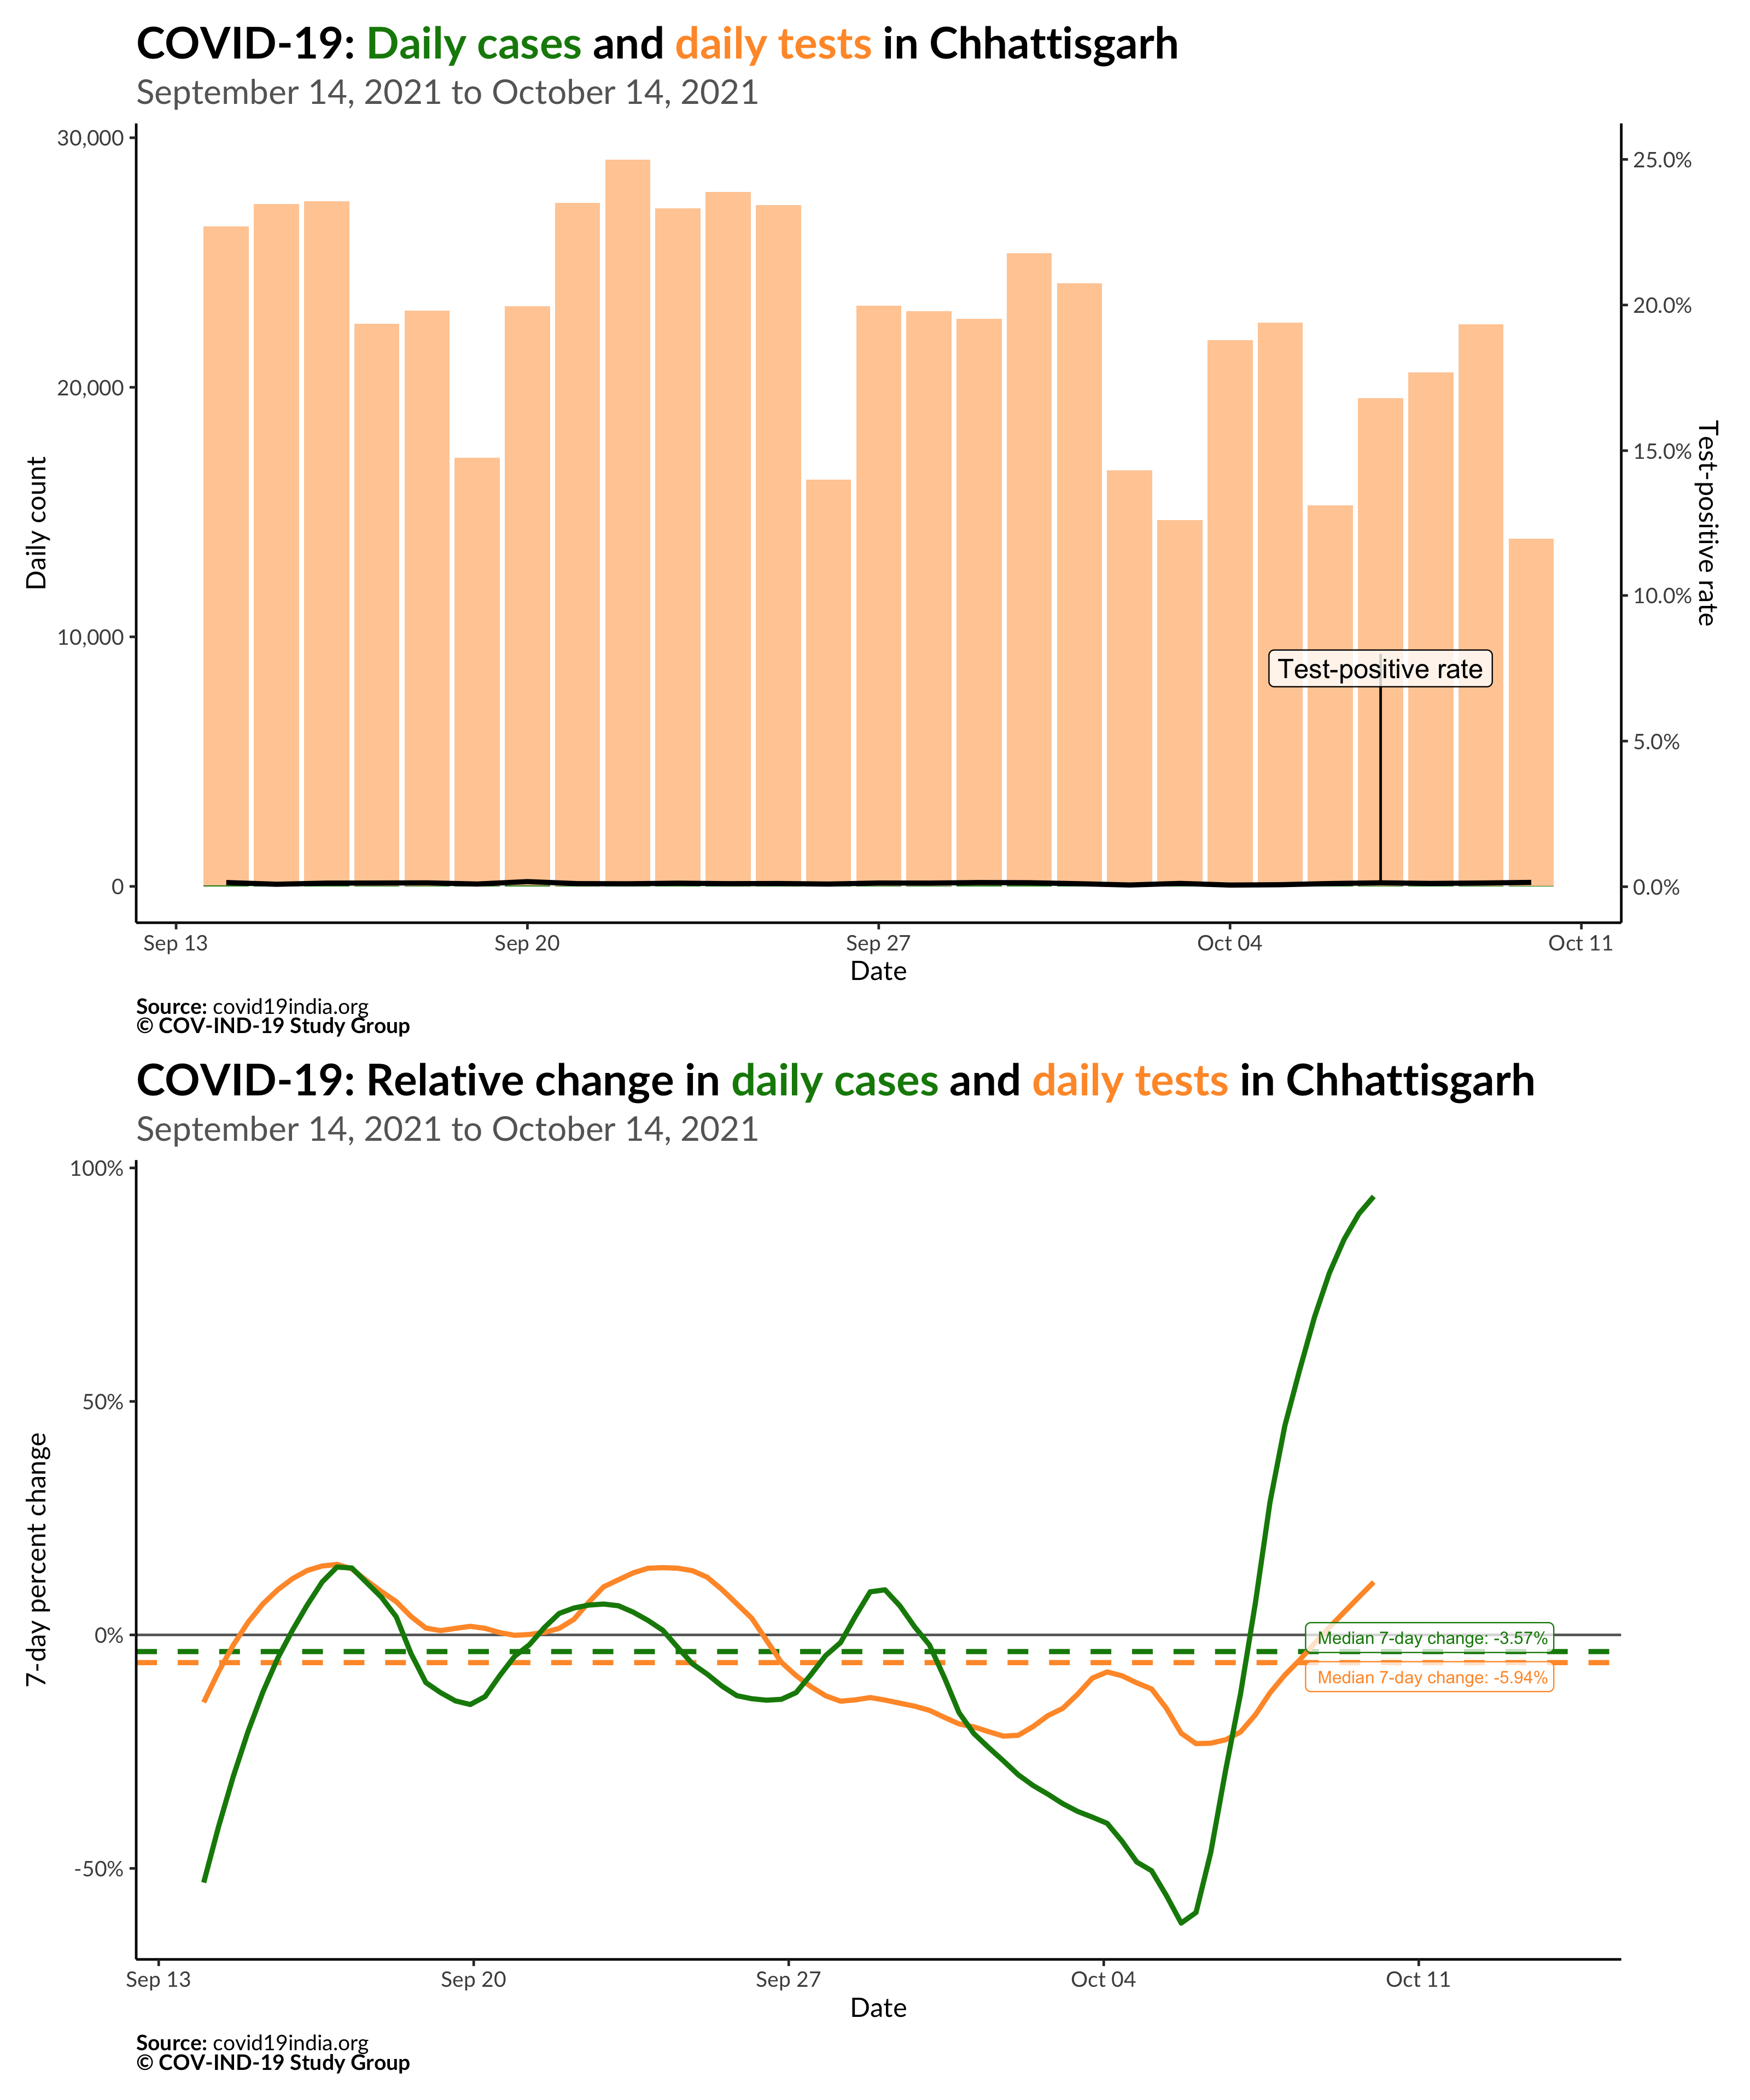 COVID-19: Daily cases and daily tests in Chhattisgarh
September 14, 2021 to October 14, 2021
30,000
20,000
10,000
0
Daily count
25.0%
20.0%
15.0%
10.0%
5.0%
0.0%
Test-positive rate
Test-positive rate
Sep 13
Sep 20
Sep 27
Oct 04
Oct 11
Date
Source: covid19india.org
© COV-IND-19 Study Group
COVID-19: Relative change in daily cases and daily tests in Chhattisgarh
September 14, 2021 to October 14, 2021
100%
50%
0%
-50%
7-day percent change
Median 7-day change: -3.57%
Median 7-day change: -5.94%
Sep 13
Sep 20
Sep 27
Oct 04
Oct 11
Date
Source: covid19india.org
© COV-IND-19 Study Group